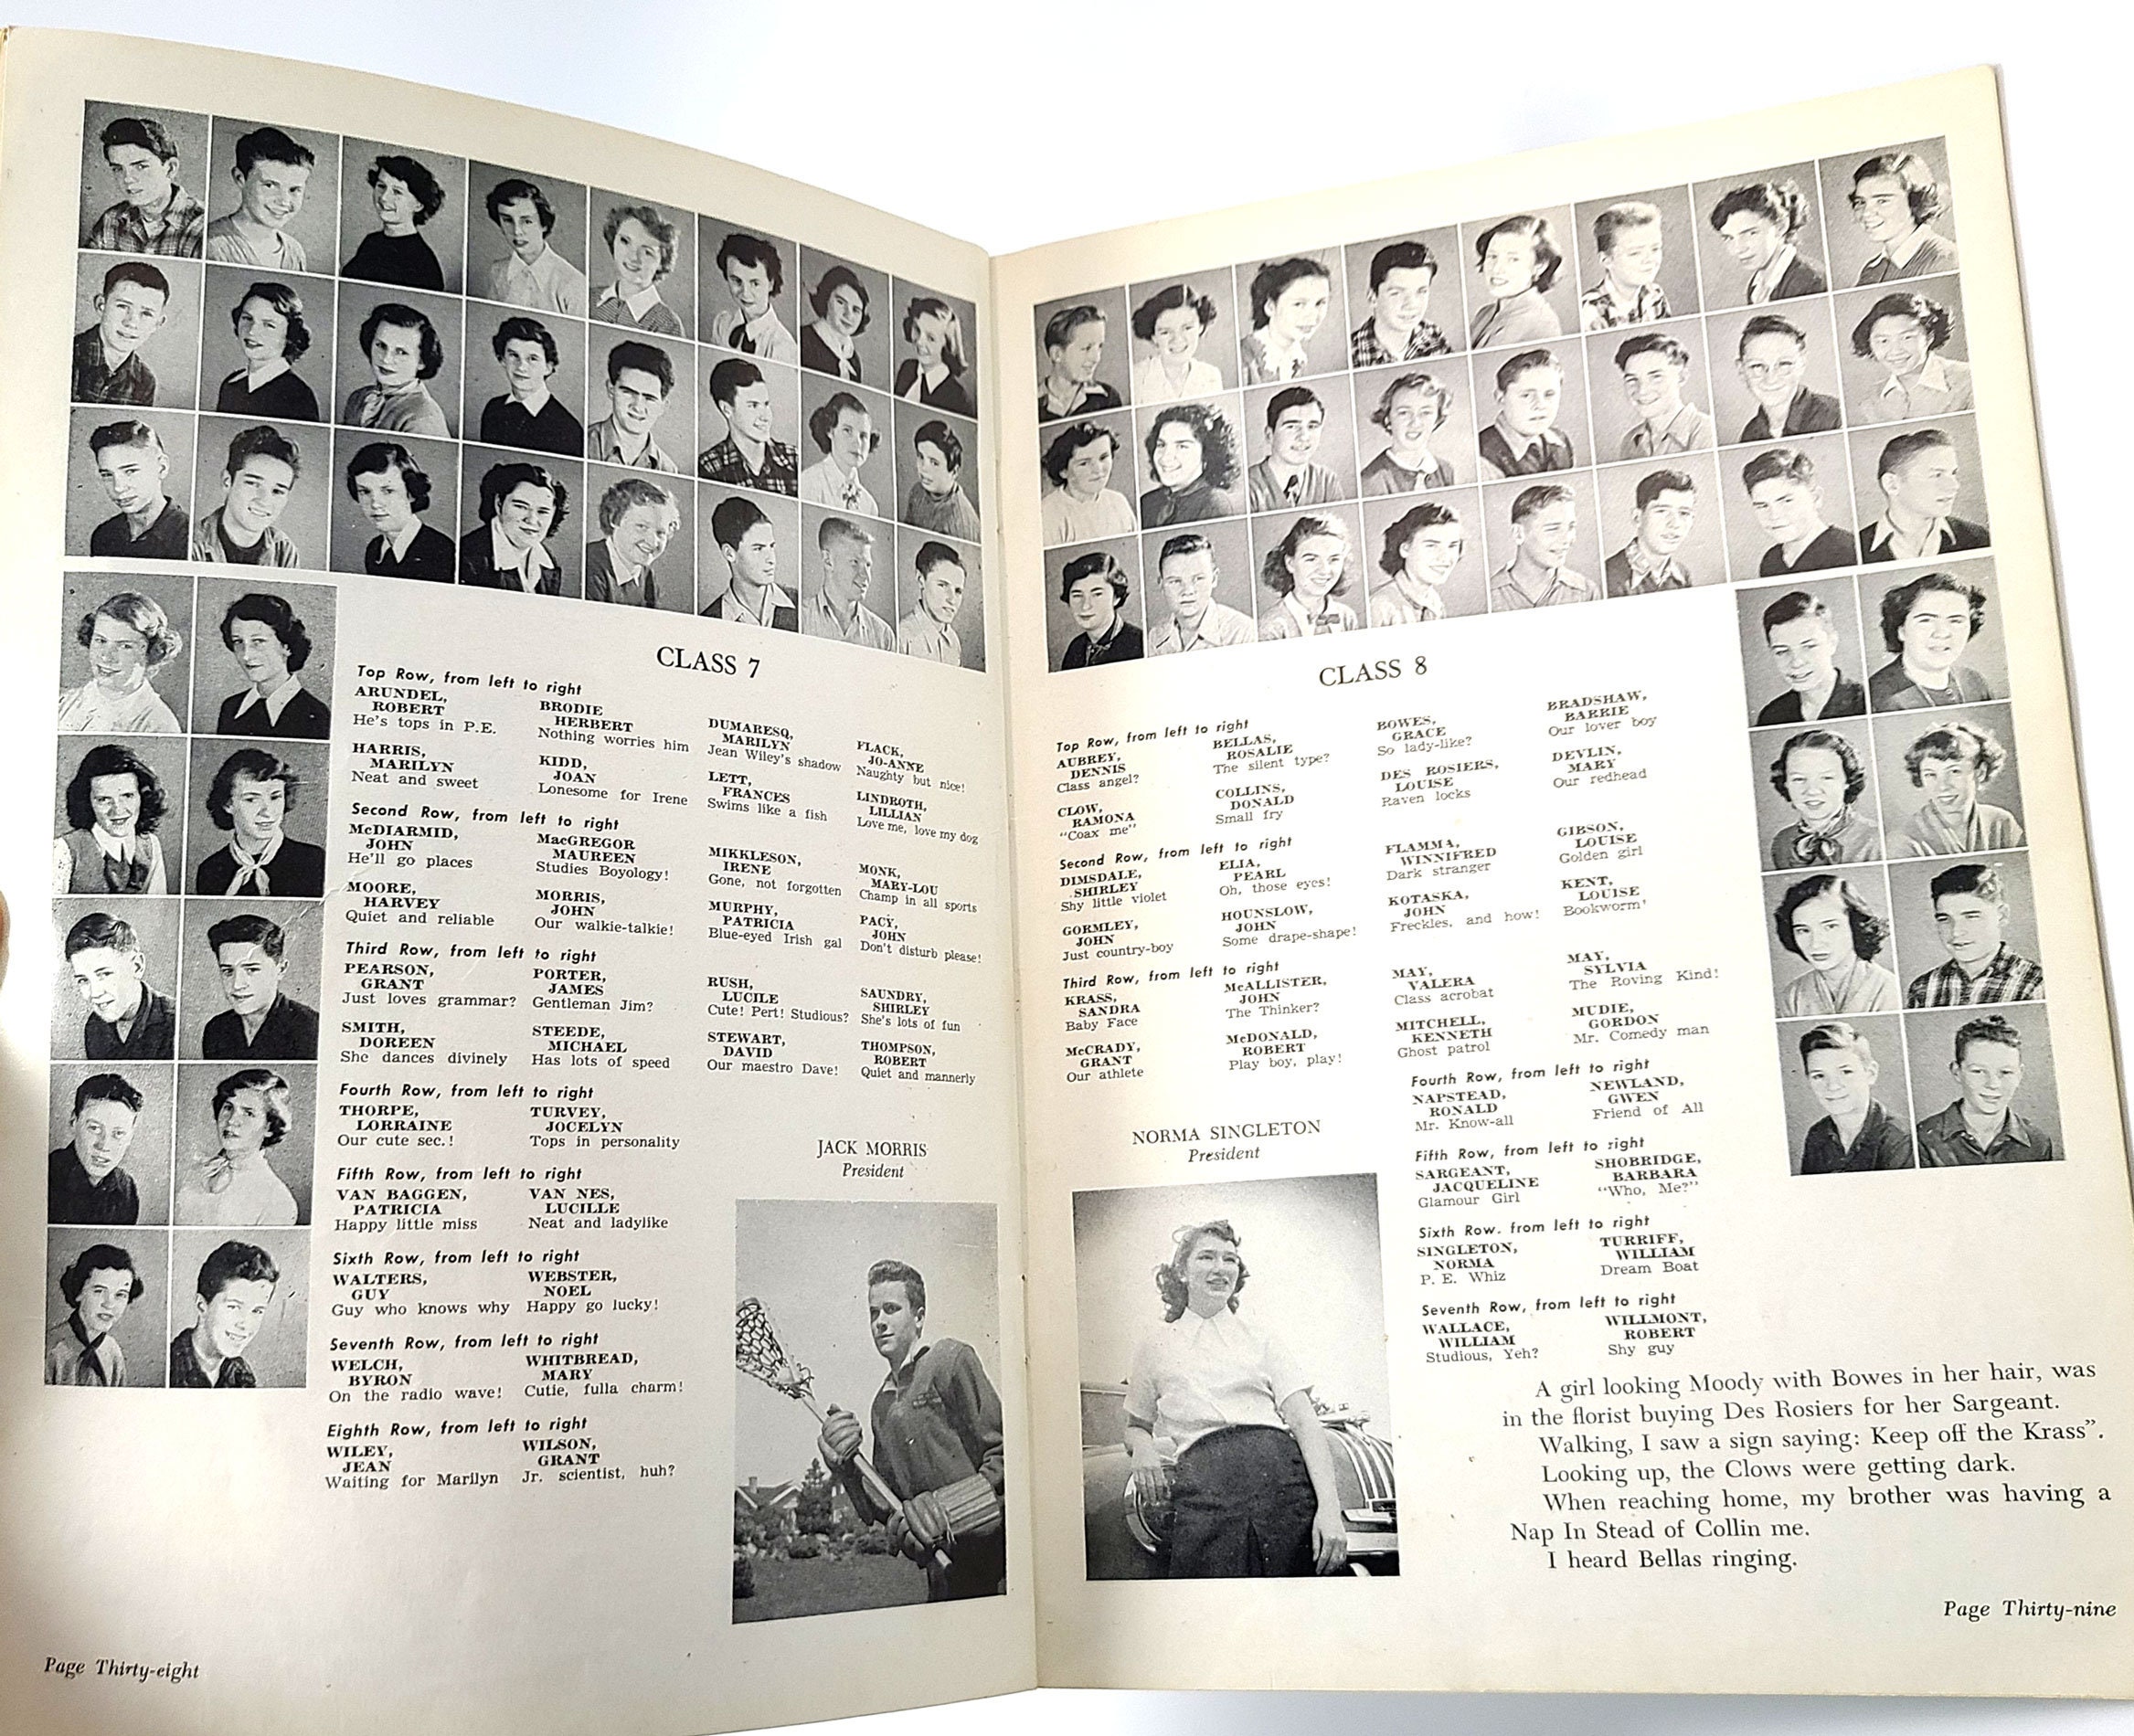 CLASS 7
Top Row, from left to right
ARUNDEL,
ROBERT
He's tops in P.E.
BRODIE
HERBERT
Nothing worries him
DUMARESQ,
MARILYN
Jean Wiley's shadow
FLACK,
JO-ANNE
Naughty but nice!
HARRIS,
MARILYN
Neat and sweet
KIDD,
JOAN
Lonesome for Irene
LETT,
FRANCES
Swims like a fish
LINDROTH,
LILLIAN
Love me, love my dog
Second Row, from left to right
McDIARMID,
JOHN
He'll go places
MacGREGOR
MAUREEN
Studies Boyology!
MIKKLESON,
IRENE
Gone, not forgotten
MONK,
MARY-LOU
Champ in all sports
MOORE,
HARVEY
Quiet and reliable
MORRIS,
JOHN
Our walkie-talkie!
MURPHY,
PATRICIA
Blue-eyed Irish gal
PACY,
JOHN
Don't disturb please!
Third Row, from left to right
PEARSON,
GRANT
Just loves grammar?
PORTER,
JAMES
Gentleman Jim?
RUSH,
LUCILE
Cute! Pert! Studious?
SAUNDRY,
SHIRLEY
She's lots of fun
SMITH,
DOREEN
She dances divinely
STEEDE,
MICHAEL
Has lots of speed
STEWART,
DAVID
Our maestro Dave!
THOMPSON,
ROBERT
Quiet and mannerly
Fourth Row, from left to right
THORPE,
LORRAINE
Our cute sec.!
TURVEY,
JOCELYN
Tops in personality
Fifth Row, from left to right
VAN BAGGEN,
PATRICIA
Happy little miss
VAN NES,
LUCILLE
Neat and ladylike
Sixth Row, from left to right
WALTERS,
GUY
Guy who knows why
WEBSTER,
NOEL
Happy go lucky!
Seventh Row, from left to right
WELCH,
BYRON
On the radio wave!
WHITBREAD,
MARY
Cutie, fulla charm!
Eighth Row, from left to right
WILEY,
JEAN
Waiting for Marilyn
WILSON,
GRANT
Jr. scientist, huh?
JACK MORRIS
President
Page Thirty-eight
CLASS 8
Top Row, from left to right
AUBREY,
DENNIS
Class angel?
BELLAS,
ROSALIE
The silent type?
BOWES,
GRACE
So lady-like?
BRADSHAW,
BARRIE
Our lover boy
CLOW,
RAMONA
"Coax me"
COLLINS,
DONALD
Small fry
DES ROSIERS,
LOUISE
Raven locks
DEVLIN,
MARY
Our redhead
Second Row, from left to right
DIMSDALE,
SHIRLEY
Shy little violet
ELIA,
PEARL
Oh, those eyes!
FLAMMA,
WINNIFRED
Dark stranger
GIBSON,
LOUISE
Golden girl
GORMLEY,
JOHN
Just country-boy
HOUNSLOW,
JOHN
Some drape-shape!
KOTASKA,
JOHN
Freckles, and how!
KENT,
LOUISE
Bookworm'
Third Row, from left to right
KRASS,
SANDRA
Baby Face
McALLISTER,
JOHN
The Thinker?
MAY,
VALERA
Class acrobat
MAY,
SYLVIA
The Roving Kind!
McCRADY,
GRANT
Our athlete
McDONALD,
ROBERT
Play boy, play!
MITCHELL,
KENNETH
Ghost patrol
MUDIE,
GORDON
Mr. Comedy man
Fourth Row, from left to right
NAPSTEAD,
RONALD
Mr. Know-all
NEWLAND,
GWEN
Friend of All
Fifth Row, from left to right
SARGEANT,
JACQUELINE
Glamour Girl
SHOBRIDGE,
BARBARA
"Who, Me?"
Sixth Row. from left to right
SINGLETON,
NORMA
P. E. Whiz
TURRIFF,
WILLIAM
Dream Boat
Seventh Row, from left to right
WALLACE,
WILLIAM
Studious, Yeh?
WILLMONT,
ROBERT
Shy guy
NORMA SINGLETON
President
A girl looking Moody with Bowes in her hair, was
in the florist buying Des Rosiers for her Sargeant.
Walking, I saw a sign saying: Keep off the Krass".
Looking up, the Clows were getting dark.
When reaching home, my brother was having a
Nap In Stead of Collin me.
I heard Bellas ringing.
Page Thirty-nine